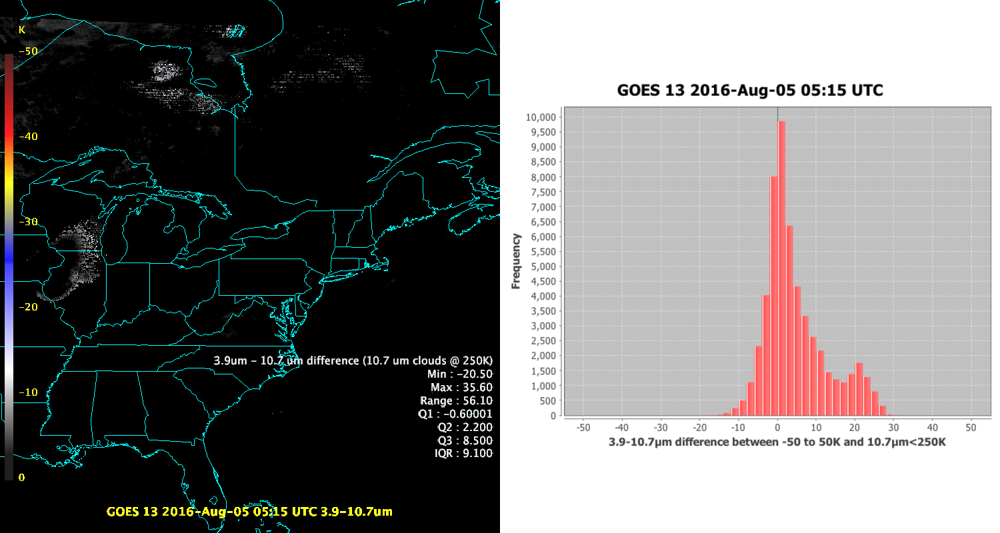 K
−50
−40
−30
−20
−10
0
3.9um − 10.7 um difference (10.7 um clouds @ 250K)
Min : −20.50
Max : 35.60
Range : 56.10
Q1 : −0.60001
Q2 : 2.200
Q3 : 8.500
IQR : 9.100
GOES 13 2016−Aug−05 05:15 UTC 3.9−10.7um
GOES 13 2016-Aug-05 05:15 UTC
Frequency
10,000
9,500
9,000
8,500
8,000
7,500
7,000
6,500
6,000
5,500
5,000
4,500
4,000
3,500
3,000
2,500
2,000
1,500
1,000
500
0
-50 -40 -30 -20 -10 0 10 20 30 40 50
3.9-10.7µm difference between -50 to 50K and 10.7µm<250K